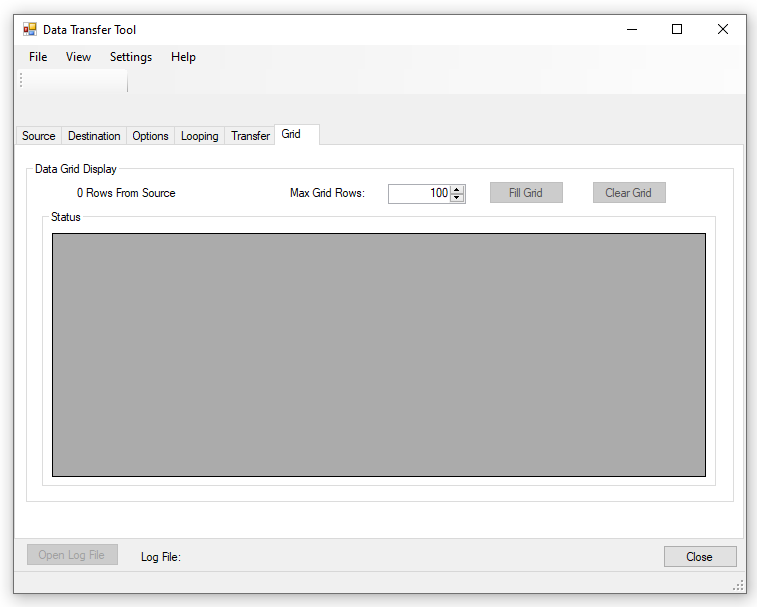 Data Transfer Tool
File View Settings Help
Source Destination Options Looping Transfer Grid
Data Grid Display
0 Rows From Source Max Grid Rows: 100 Fill Grid Clear Grid
Status
Open Log File Log File: Close